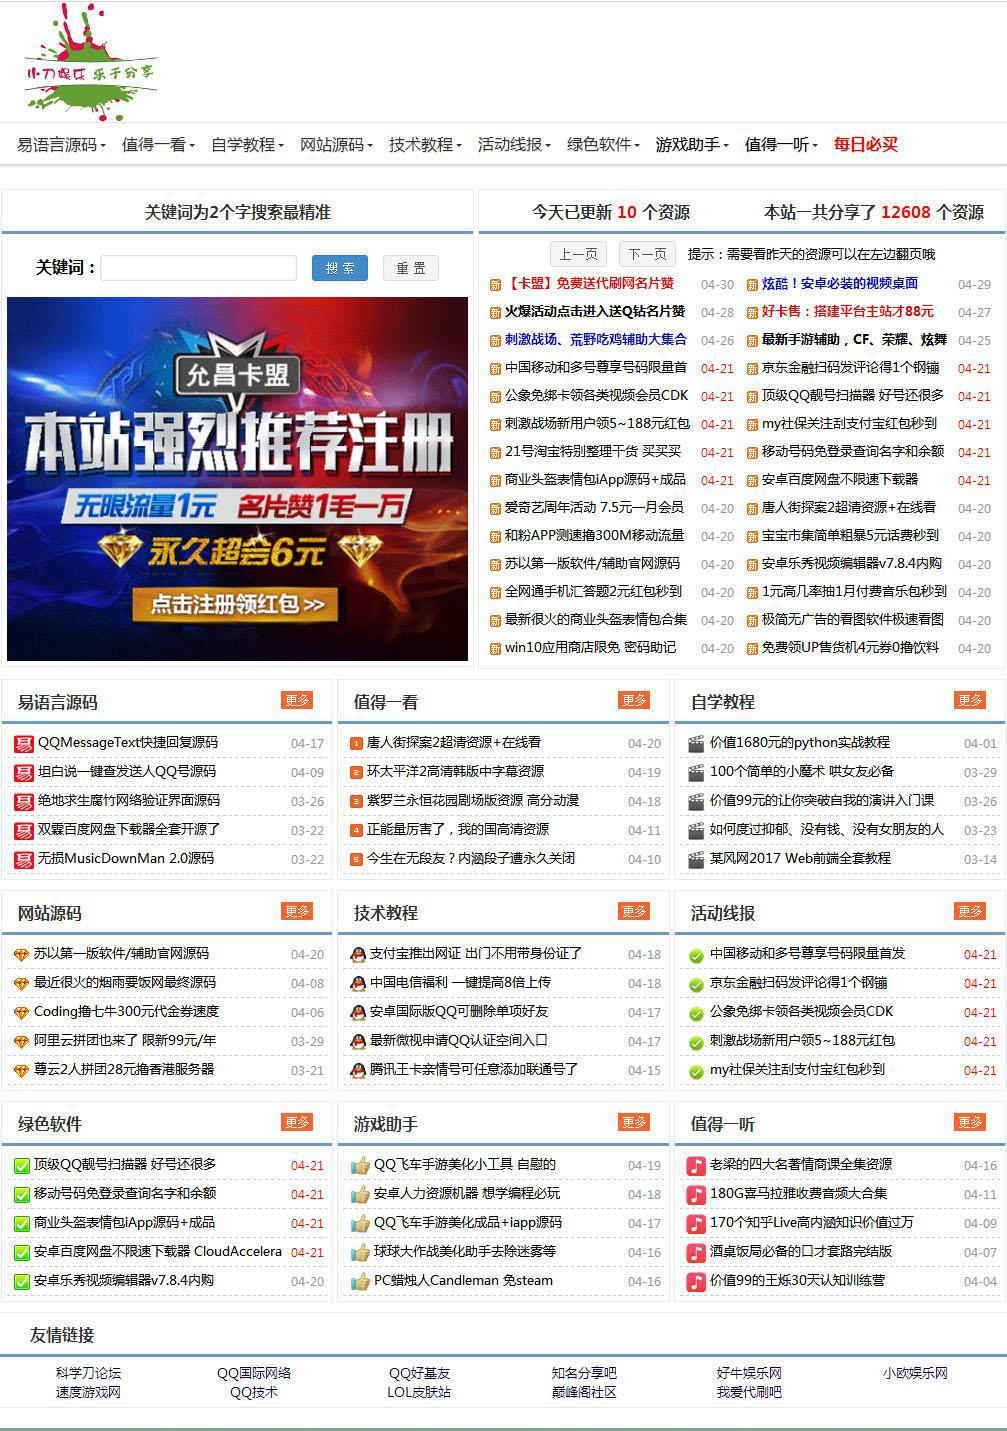 小刀娱乐 乐于分享
易语言源码 值得一看 自学教程 网站源码 技术教程 活动线报 绿色软件 游戏助手 值得一听 每日必买
关键词为2个字搜索最精准
今天已更新 10 个资源 本站一共分享了 12608 个资源
关键词： 搜 索 重 置
上一页 下一页 提示：需要看昨天的资源可以在左边翻页哦
允昌卡盟
本站强烈推荐注册
无限流量1元 名片赞1毛一万
永久超会6元
点击注册领红包 >>
新 【卡盟】免费送代刷网名片赞 04-30 新 炫酷！安卓必装的视频桌面 04-29
新 火爆活动点击进入送Q钻名片赞 04-28 新 好卡售：搭建平台主站才88元 04-27
新 刺激战场、荒野吃鸡辅助大集合 04-26 新 最新手游辅助，CF、荣耀、炫舞 04-25
新 中国移动和多号尊享号码限量首 04-21 新 京东金融扫码发评论得1个钢镚 04-21
新 公象免绑卡领各类视频会员CDK 04-21 新 顶级QQ靓号扫描器 好号还很多 04-21
新 刺激战场新用户领5~188元红包 04-21 新 my社保关注刮支付宝红包秒到 04-21
新 21号淘宝特别整理干货 买买买 04-21 新 移动号码免登录查询名字和余额 04-21
新 商业头盔表情包iApp源码+成品 04-21 新 安卓百度网盘不限速下载器 04-21
新 爱奇艺周年活动 7.5元一月会员 04-20 新 唐人街探案2超清资源+在线看 04-20
新 和粉APP测速撸300M移动流量 04-20 新 宝宝市集简单粗暴5元话费秒到 04-20
新 苏以第一版软件/辅助官网源码 04-20 新 安卓乐秀视频编辑器v7.8.4内购 04-20
新 全网通手机汇答题2元红包秒到 04-20 新 1元高几率抽1月付费音乐包秒到 04-20
新 最新很火的商业头盔表情包合集 04-20 新 极简无广告的看图软件极速看图 04-20
新 win10应用商店限免 密码助记 04-20 新 免费领UP售货机4元券0撸饮料 04-20
易语言源码 更多
易 QQMessageText快捷回复源码 04-17
易 坦白说一键查发送人QQ号源码 04-09
易 绝地求生腐竹网络验证界面源码 03-26
易 双霖百度网盘下载器全套开源了 03-22
易 无损MusicDownMan 2.0源码 03-22
值得一看 更多
1 唐人街探案2超清资源+在线看 04-20
2 环太平洋2高清韩版中字幕资源 04-19
3 紫罗兰永恒花园剧场版资源 高分动漫 04-18
4 正能量厉害了，我的国高清资源 04-11
5 今生在无段友？内涵段子遭永久关闭 04-10
自学教程 更多
价值1680元的python实战教程 04-01
100个简单的小魔术 哄女友必备 03-29
价值99元的让你突破自我的演讲入门课 03-26
如何度过抑郁、没有钱、没有女朋友的人 03-23
某风网2017 Web前端全套教程 03-14
网站源码 更多
苏以第一版软件/辅助官网源码 04-20
最近很火的烟雨要饭网最终源码 04-08
Coding撸七牛300元代金券速度 04-06
阿里云拼团也来了 限新99元/年 03-29
尊云2人拼团28元撸香港服务器 03-21
技术教程 更多
支付宝推出网证 出门不用带身份证了 04-18
中国电信福利 一键提高8倍上传 04-18
安卓国际版QQ可删除单项好友 04-17
最新微视申请QQ认证空间入口 04-17
腾讯王卡亲情号可任意添加联通号了 04-15
活动线报 更多
中国移动和多号尊享号码限量首发 04-21
京东金融扫码发评论得1个钢镚 04-21
公象免绑卡领各类视频会员CDK 04-21
刺激战场新用户领5~188元红包 04-21
my社保关注刮支付宝红包秒到 04-21
绿色软件 更多
顶级QQ靓号扫描器 好号还很多 04-21
移动号码免登录查询名字和余额 04-21
商业头盔表情包iApp源码+成品 04-21
安卓百度网盘不限速下载器 CloudAccelera 04-21
安卓乐秀视频编辑器v7.8.4内购 04-20
游戏助手 更多
QQ飞车手游美化小工具 自慰的 04-19
安卓人力资源机器 想学编程必玩 04-18
QQ飞车手游美化成品+iapp源码 04-17
球球大作战美化助手去除迷雾等 04-16
PC蜡烛人Candleman 免steam 04-16
值得一听 更多
老梁的四大名著情商课全集资源 04-16
180G喜马拉雅收费音频大合集 04-11
170个知乎Live高内涵知识价值过万 04-09
酒桌饭局必备的口才套路完结版 04-07
价值99的王烁30天认知训练营 04-04
友情链接
科学刀论坛 QQ国际网络 QQ好基友 知名分享吧 好牛娱乐网 小欧娱乐网
速度游戏网 QQ技术 LOL皮肤站 巅峰阁社区 我爱代刷吧